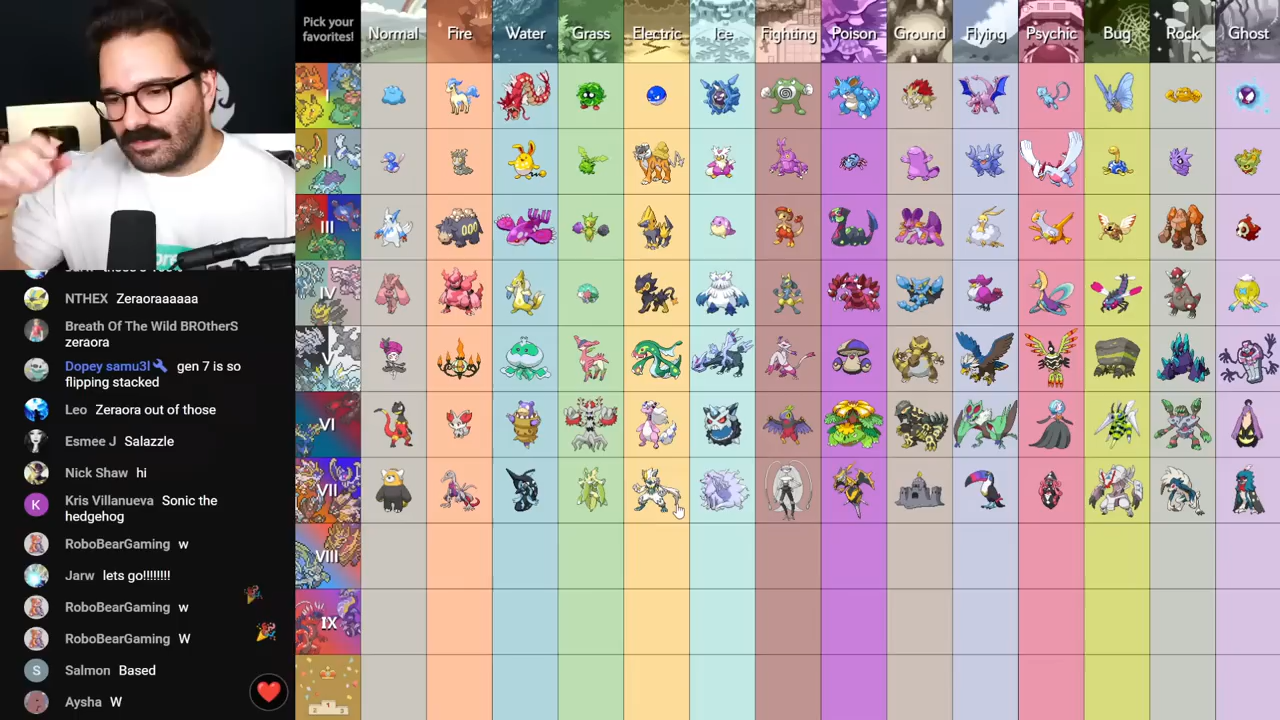 Pick your
favorites!
Normal Fire Water Grass Electric Ice Fighting Poison Ground Flying Psychic Bug Rock Ghost
I
II
III
IV
V
VI
VII
VIII
IX
NTHEX Zeraoraaaaaa
Breath Of The Wild BROtherS
zeraora
Dopey samu3l gen 7 is so
flipping stacked
Leo Zeraora out of those
Esmee J Salazzle
Nick Shaw hi
K Kris Villanueva Sonic the
hedgehog
RoboBearGaming w
Jarw lets go!!!!!!!!
RoboBearGaming w
RoboBearGaming W
S Salmon Based
Aysha W